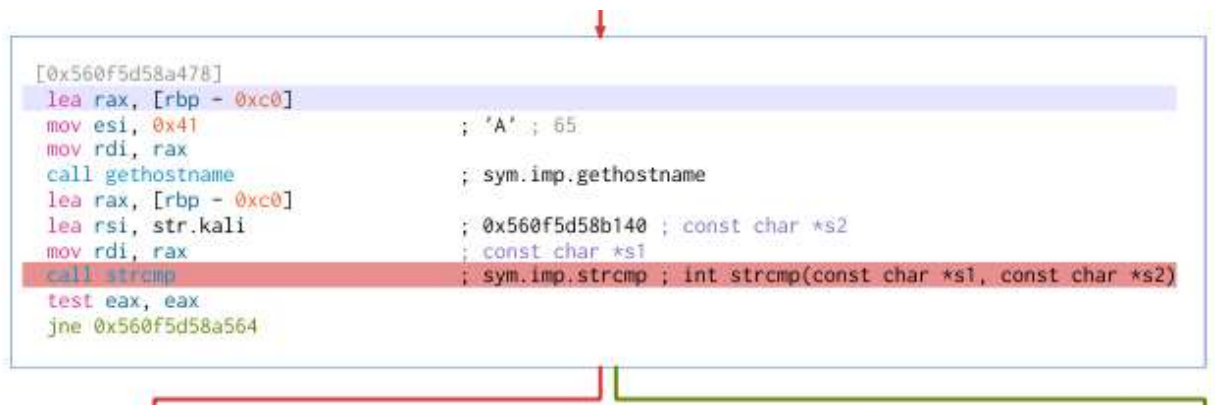 [0x560f5d58a478]
lea rax, [rbp - 0xc0]
mov esi, 0x41 ; 'A' ; 65
mov rdi, rax
call gethostname ; sym.imp.gethostname
lea rax, [rbp - 0xc0]
lea rsi, str.kali ; 0x560f5d58b140 ; const char *s2
mov rdi, rax ; const char *s1
call strcmp ; sym.imp.strcmp ; int strcmp(const char *s1, const char *s2)
test eax, eax
jne 0x560f5d58a564